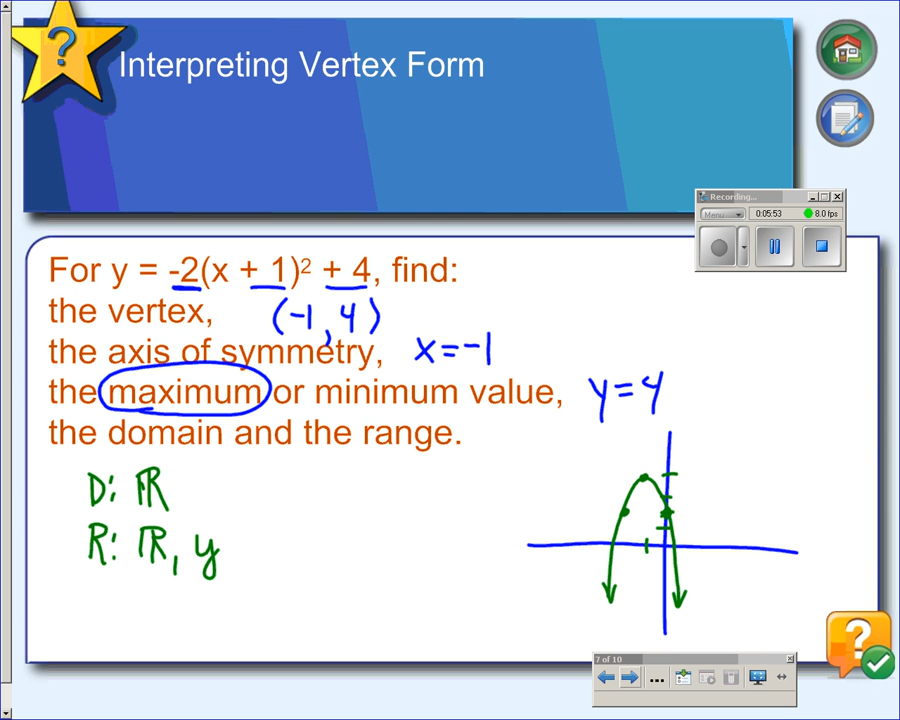 ?
Interpreting Vertex Form
Recording...
Menu
0:05:53
8.0 fps
For y = -2(x + 1)² + 4, find:
the vertex, (-1, 4)
the axis of symmetry, x = -1
the maximum or minimum value, y = 4
the domain and the range.
D: ℝ
R: ℝ, y
?
7 of 10
...